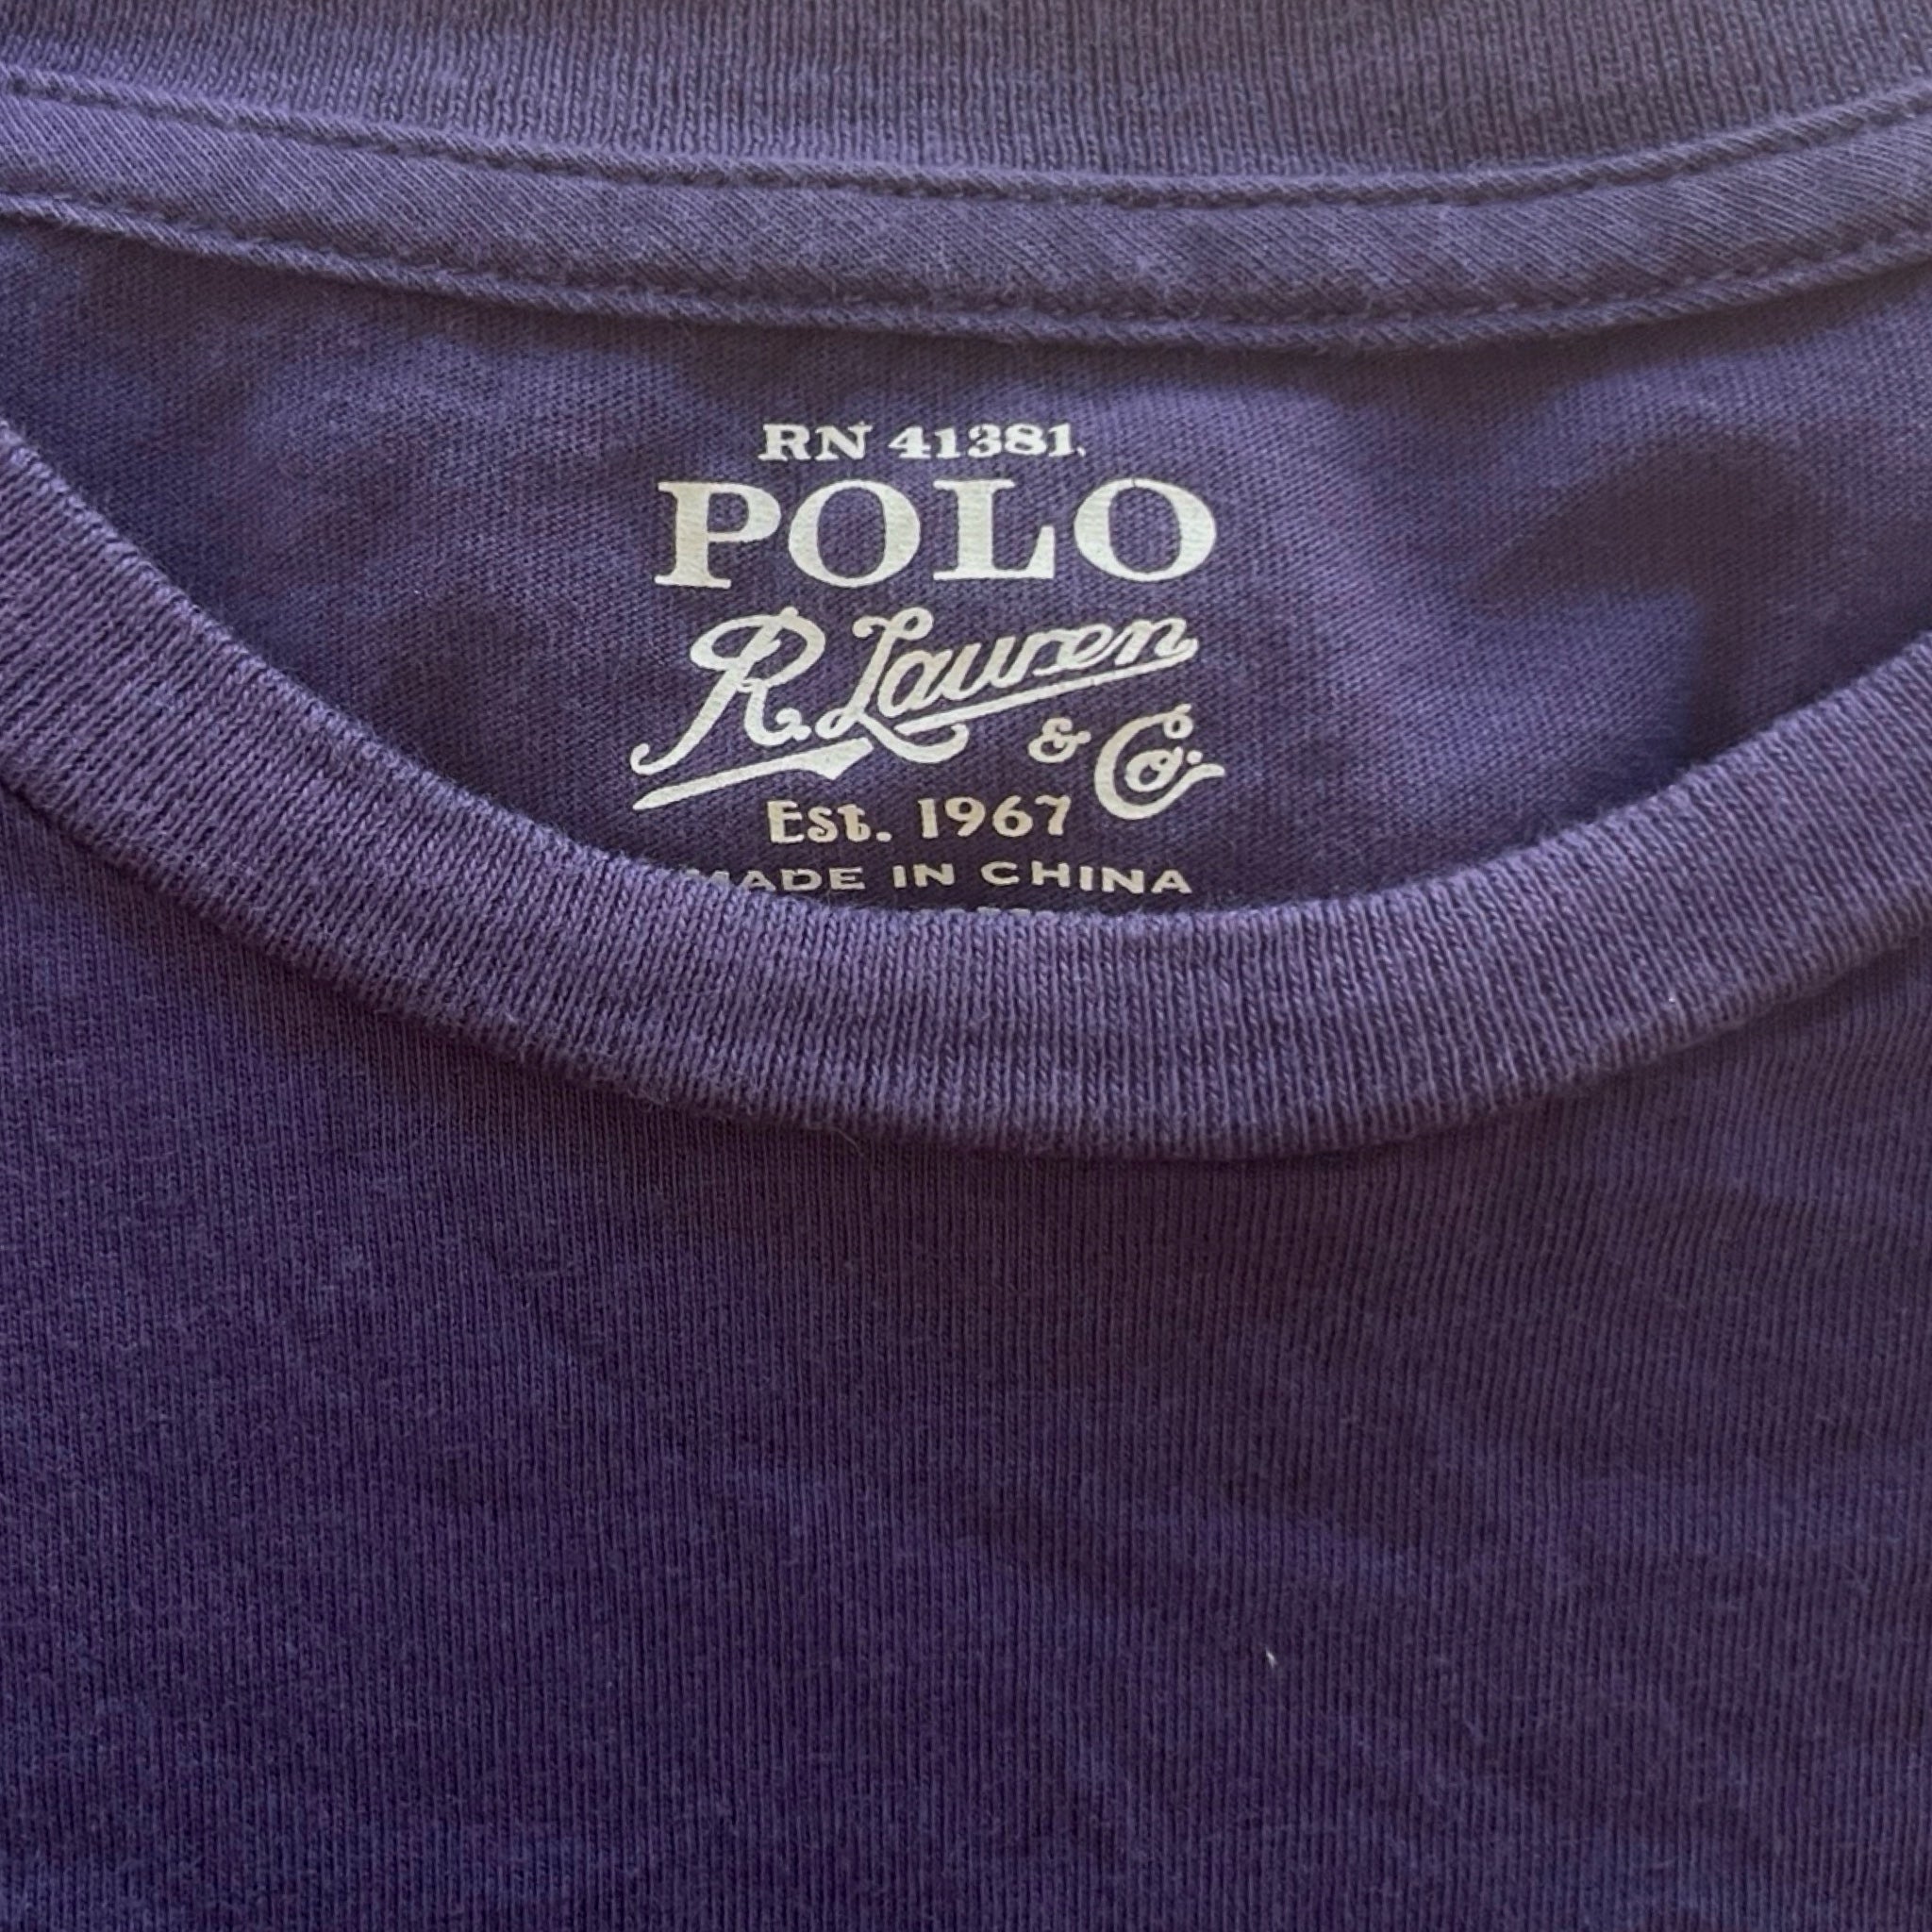 RN 41381.
POLO
R. Lauren
& Co.
Est. 1967
MADE IN CHINA